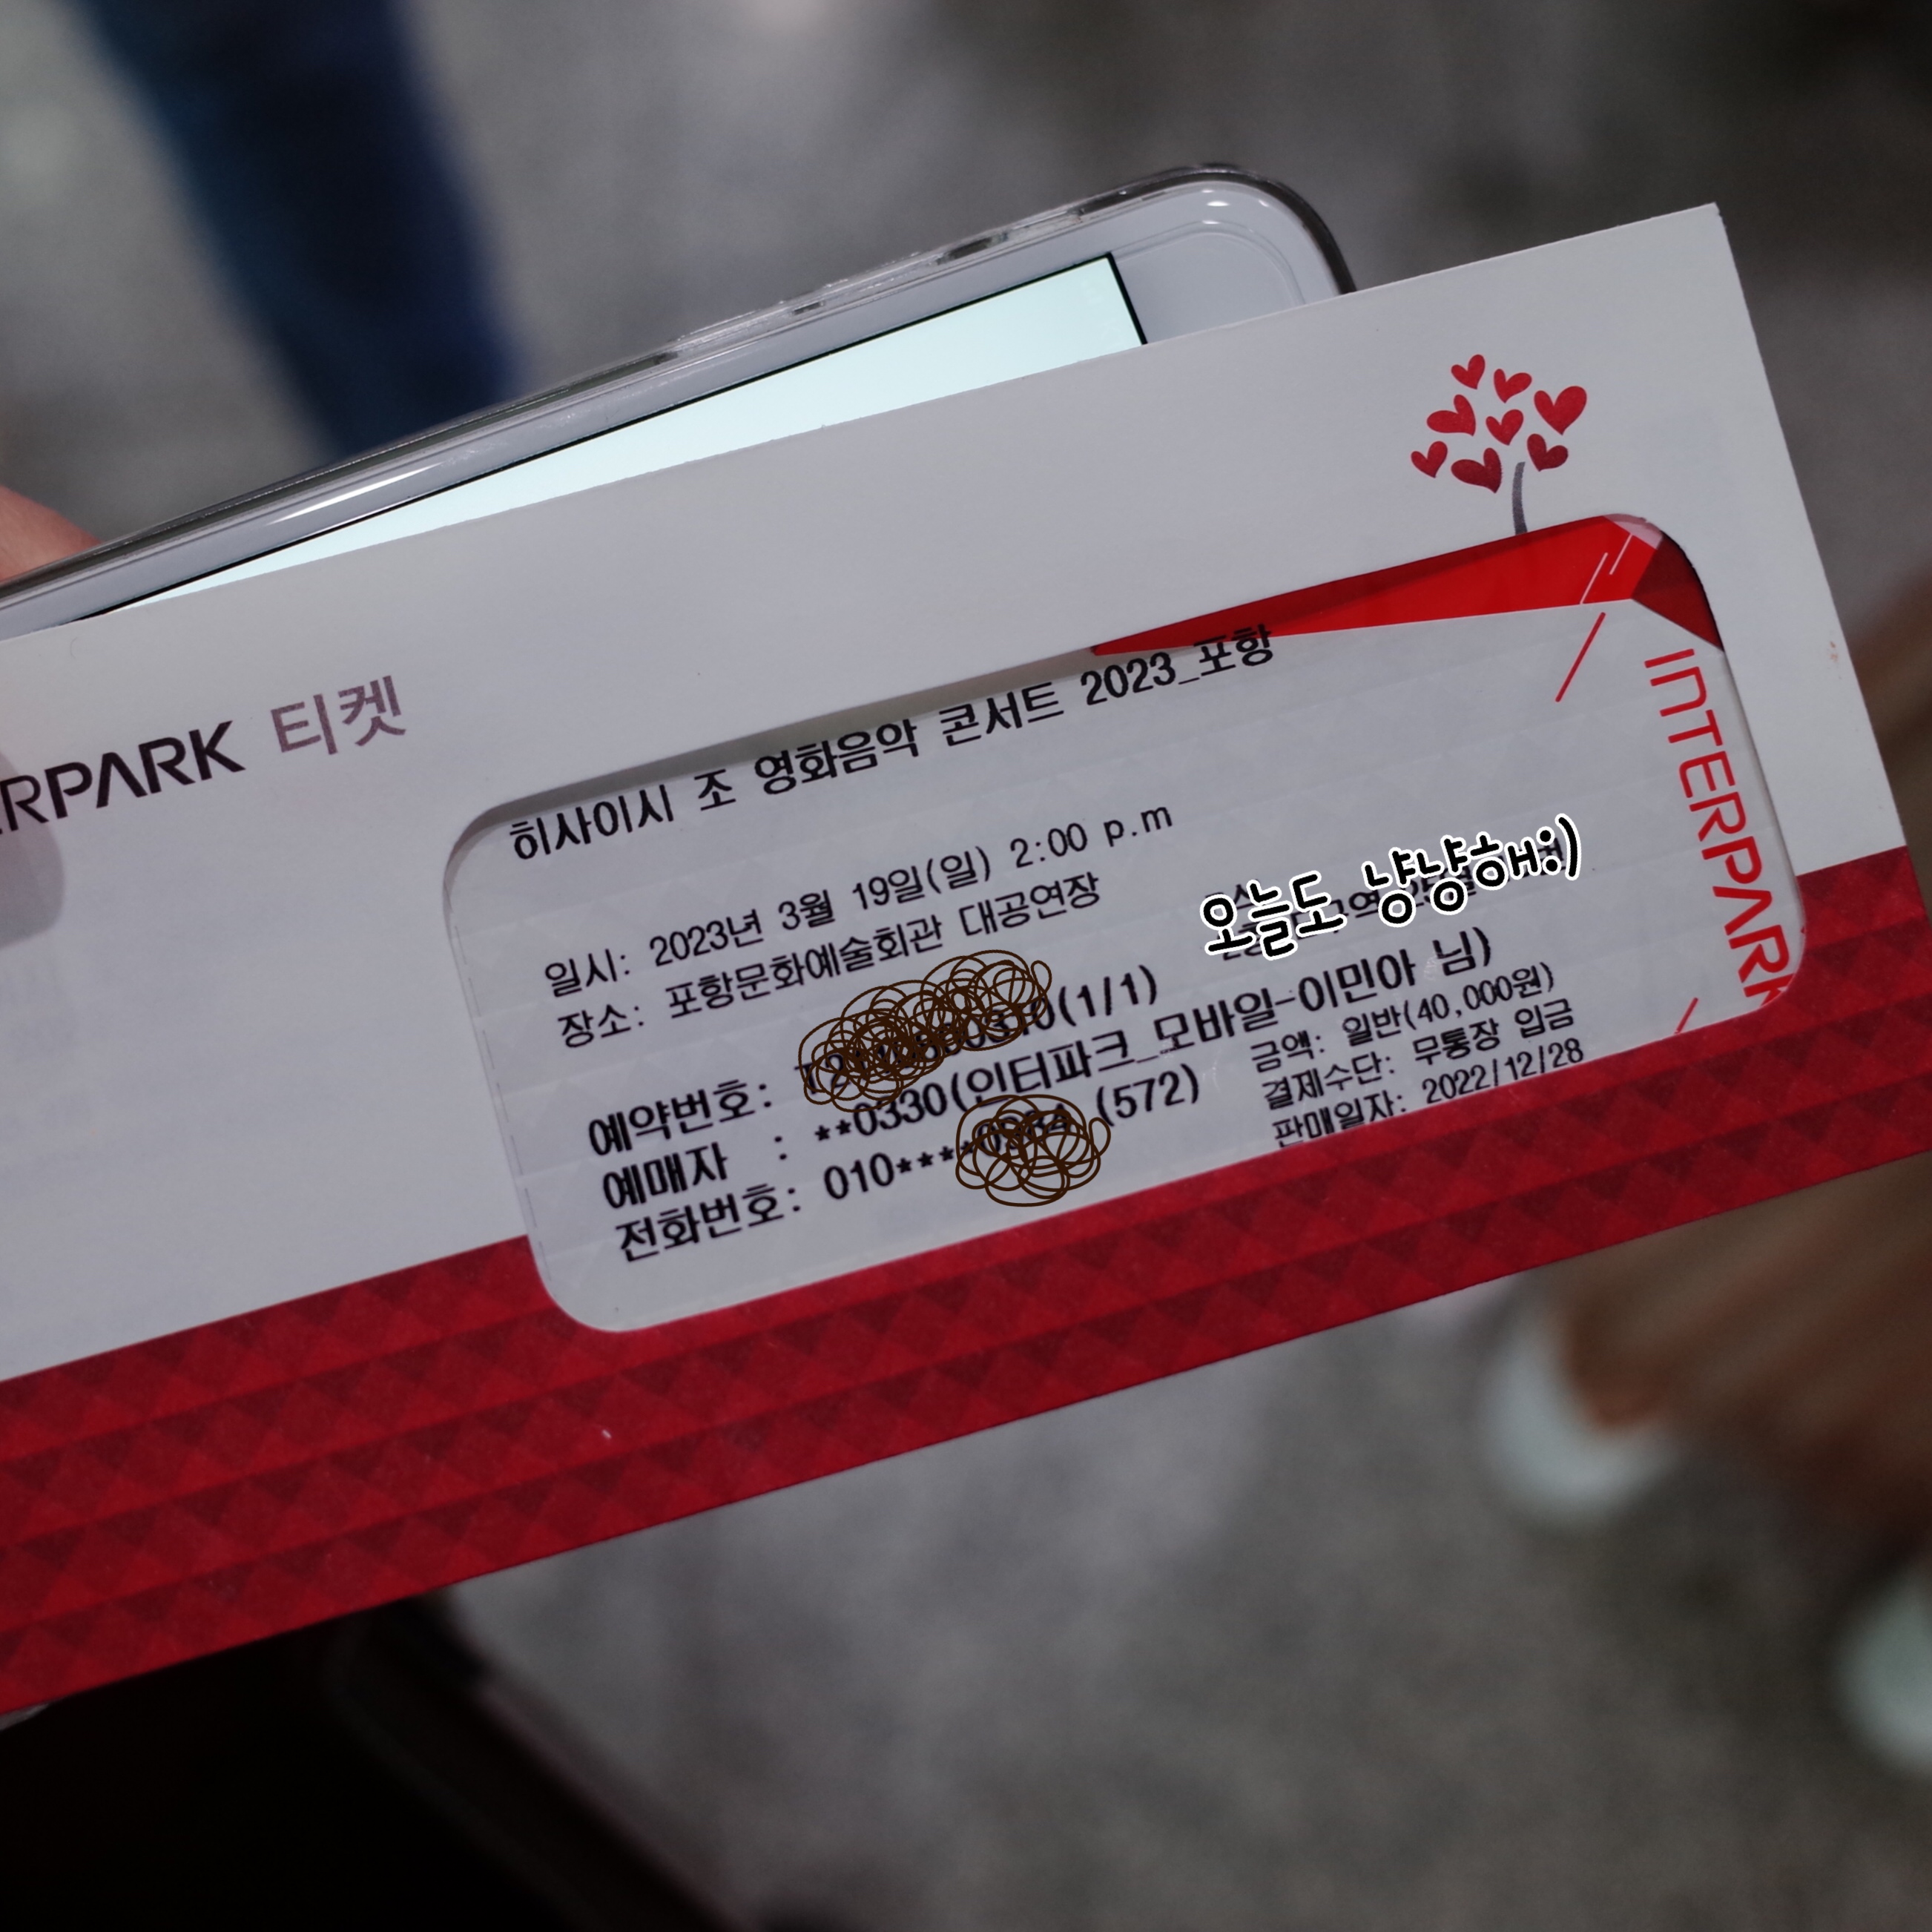 ERPARK 티켓
히사이시 조 영화음악 콘서트 2023_포항
일시: 2023년 3월 19일(일) 2:00 p.m
장소: 포항문화예술회관 대공연장
오늘도 냥냥해:)
예약번호: (1/1)
예매자 : **0330(인터파크_모바일-이민아 님)
전화번호: 010**** (572)
금액: 일반(40,000원)
결제수단: 무통장 입금
판매일자: 2022/12/28
INTERPARK